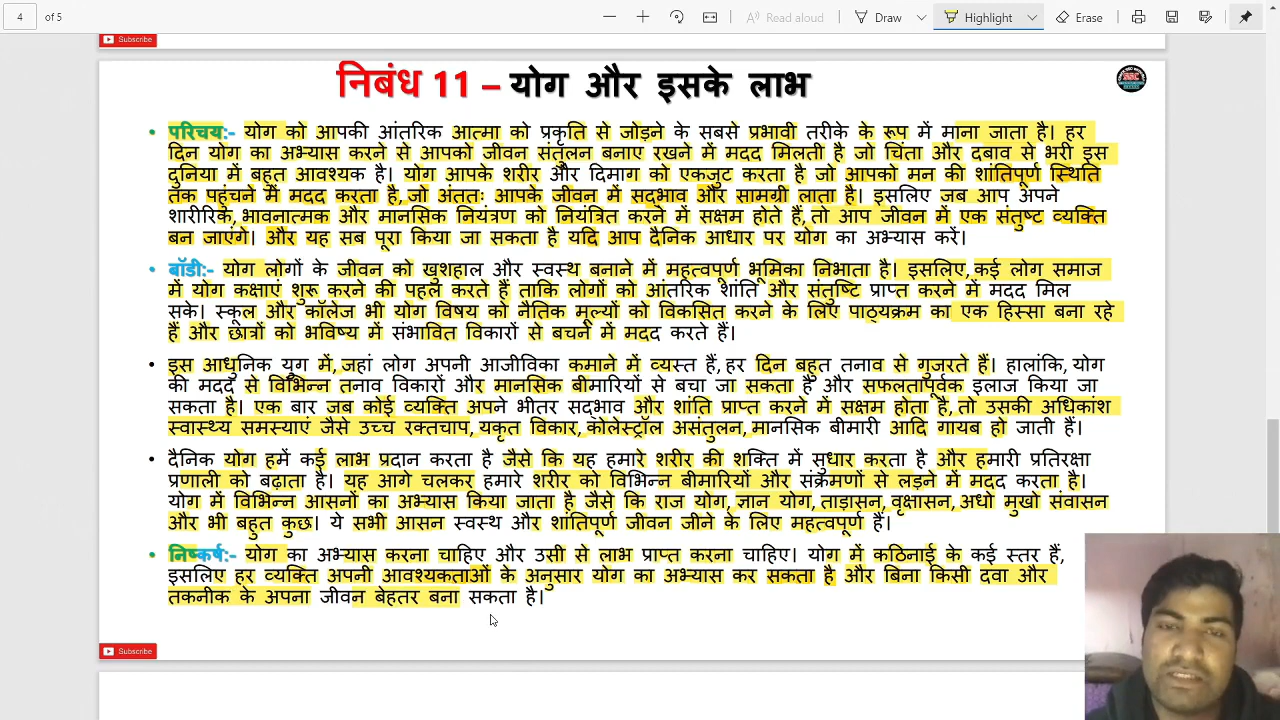 4 of 5
Read aloud Draw Highlight Erase
Subscribe
निबंध 11 – योग और इसके लाभ
SSC
• परिचय:- योग को आपकी आंतरिक आत्मा को प्रकृति से जोड़ने के सबसे प्रभावी तरीके के रूप में माना जाता है। हर
दिन योग का अभ्यास करने से आपको जीवन संतुलन बनाए रखने में मदद मिलती है जो चिंता और दबाव से भरी इस
दुनिया में बहुत आवश्यक है। योग आपके शरीर और दिमाग को एकजुट करता है जो आपको मन की शांतिपूर्ण स्थिति
तक पहुंचने में मदद करता है, जो अंततः आपके जीवन में सद्भाव और सामग्री लाता है। इसलिए जब आप अपने
शारीरिक, भावनात्मक और मानसिक नियंत्रण को नियंत्रित करने में सक्षम होते हैं, तो आप जीवन में एक संतुष्ट व्यक्ति
बन जाएंगे। और यह सब पूरा किया जा सकता है यदि आप दैनिक आधार पर योग का अभ्यास करें।
• बॉडी:- योग लोगों के जीवन को खुशहाल और स्वस्थ बनाने में महत्वपूर्ण भूमिका निभाता है। इसलिए, कई लोग समाज
में योग कक्षाएं शुरू करने की पहल करते हैं ताकि लोगों को आंतरिक शांति और संतुष्टि प्राप्त करने में मदद मिल
सके। स्कूल और कॉलेज भी योग विषय को नैतिक मूल्यों को विकसित करने के लिए पाठ्यक्रम का एक हिस्सा बना रहे
हैं और छात्रों को भविष्य में संभावित विकारों से बचने में मदद करते हैं।
• इस आधुनिक युग में, जहां लोग अपनी आजीविका कमाने में व्यस्त हैं, हर दिन बहुत तनाव से गुजरते हैं। हालांकि, योग
की मदद से विभिन्न तनाव विकारों और मानसिक बीमारियों से बचा जा सकता है और सफलतापूर्वक इलाज किया जा
सकता है। एक बार जब कोई व्यक्ति अपने भीतर सद्भाव और शांति प्राप्त करने में सक्षम होता है, तो उसकी अधिकांश
स्वास्थ्य समस्याएं जैसे उच्च रक्तचाप, यकृत विकार, कोलेस्ट्रॉल असंतुलन, मानसिक बीमारी आदि गायब हो जाती हैं।
• दैनिक योग हमें कई लाभ प्रदान करता है जैसे कि यह हमारे शरीर की शक्ति में सुधार करता है और हमारी प्रतिरक्षा
प्रणाली को बढ़ाता है। यह आगे चलकर हमारे शरीर को विभिन्न बीमारियों और संक्रमणों से लड़ने में मदद करता है।
योग में विभिन्न आसनों का अभ्यास किया जाता है जैसे कि राज योग, ज्ञान योग, ताड़ासन, वृक्षासन, अधो मुखो संवासन
और भी बहुत कुछ। ये सभी आसन स्वस्थ और शांतिपूर्ण जीवन जीने के लिए महत्वपूर्ण हैं।
• निष्कर्ष:- योग का अभ्यास करना चाहिए और उसी से लाभ प्राप्त करना चाहिए। योग में कठिनाई के कई स्तर हैं,
इसलिए हर व्यक्ति अपनी आवश्यकताओं के अनुसार योग का अभ्यास कर सकता है और बिना किसी दवा और
तकनीक के अपना जीवन बेहतर बना सकता है।
Subscribe